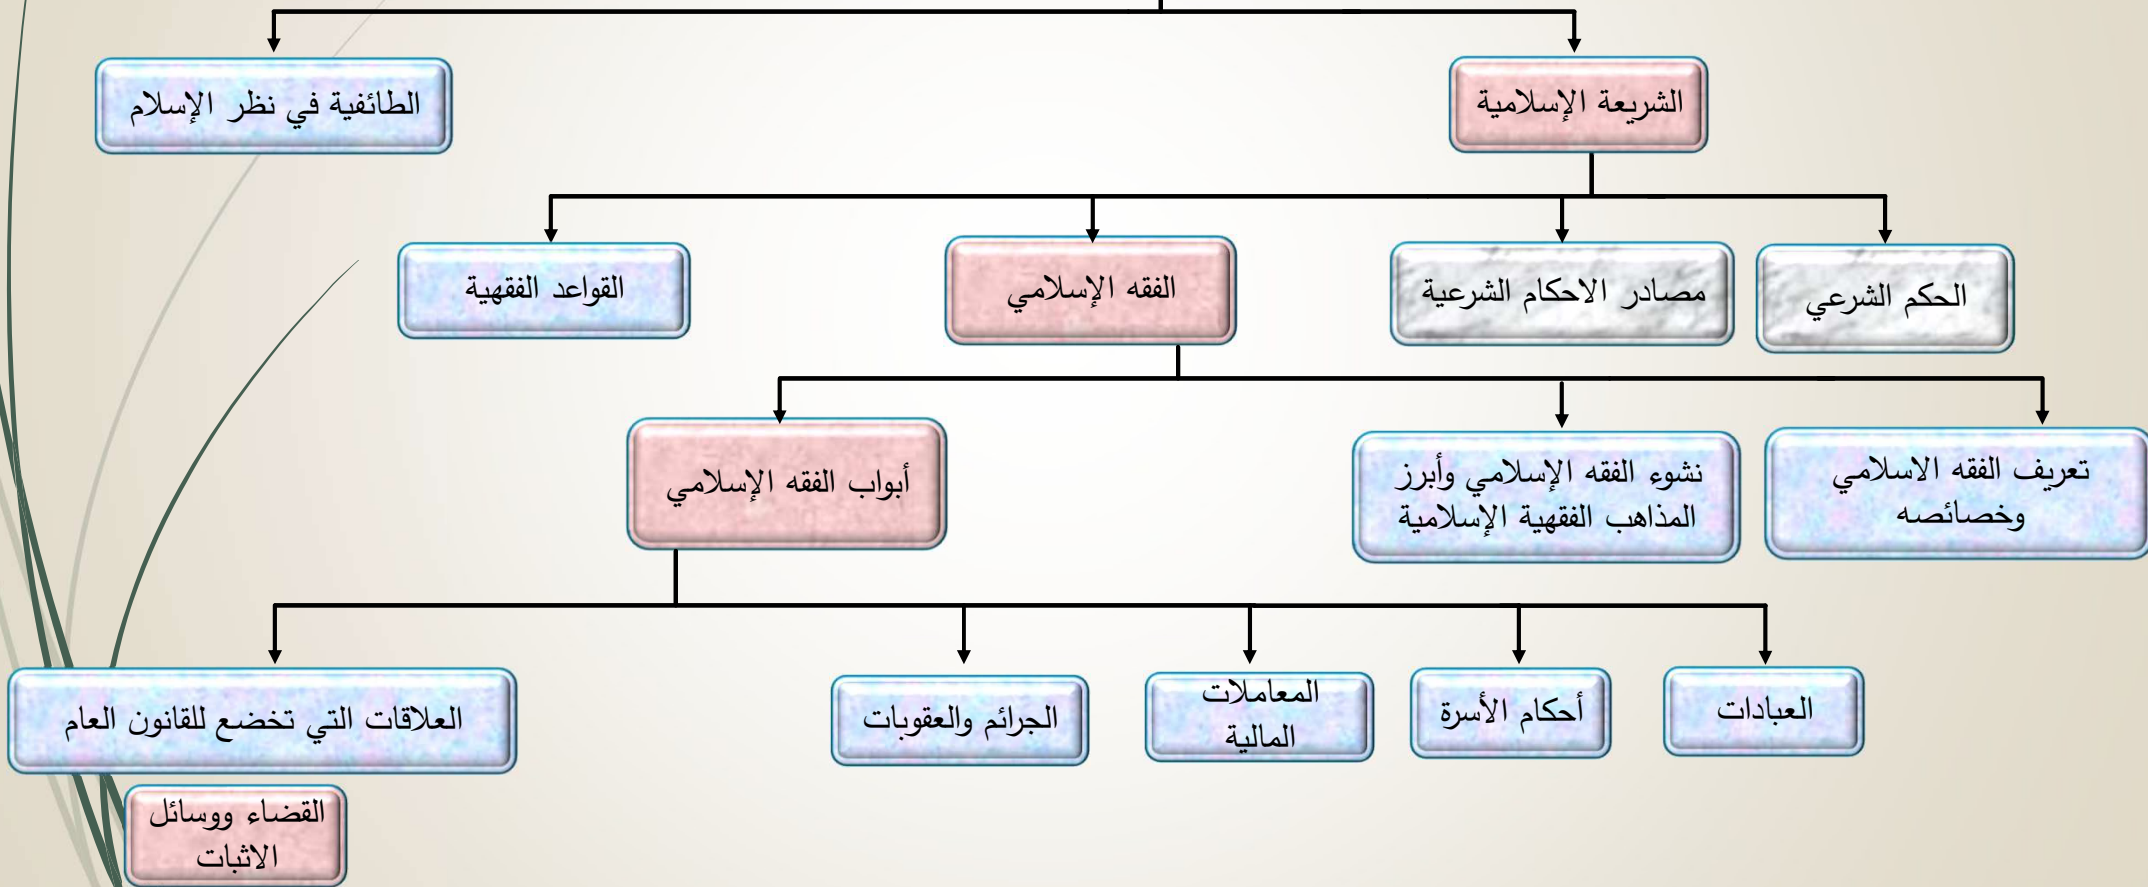 الشريعة الإسلامية
الطائفية في نظر الإسلام
الحكم الشرعي
مصادر الاحكام الشرعية
الفقه الإسلامي
القواعد الفقهية
تعريف الفقه الاسلامي
وخصائصه
نشوء الفقه الإسلامي وأبرز
المذاهب الفقهية الإسلامية
أبواب الفقه الإسلامي
العبادات
أحكام الأسرة
المعاملات
المالية
الجرائم والعقوبات
العلاقات التي تخضع للقانون العام
القضاء ووسائل
الاثبات